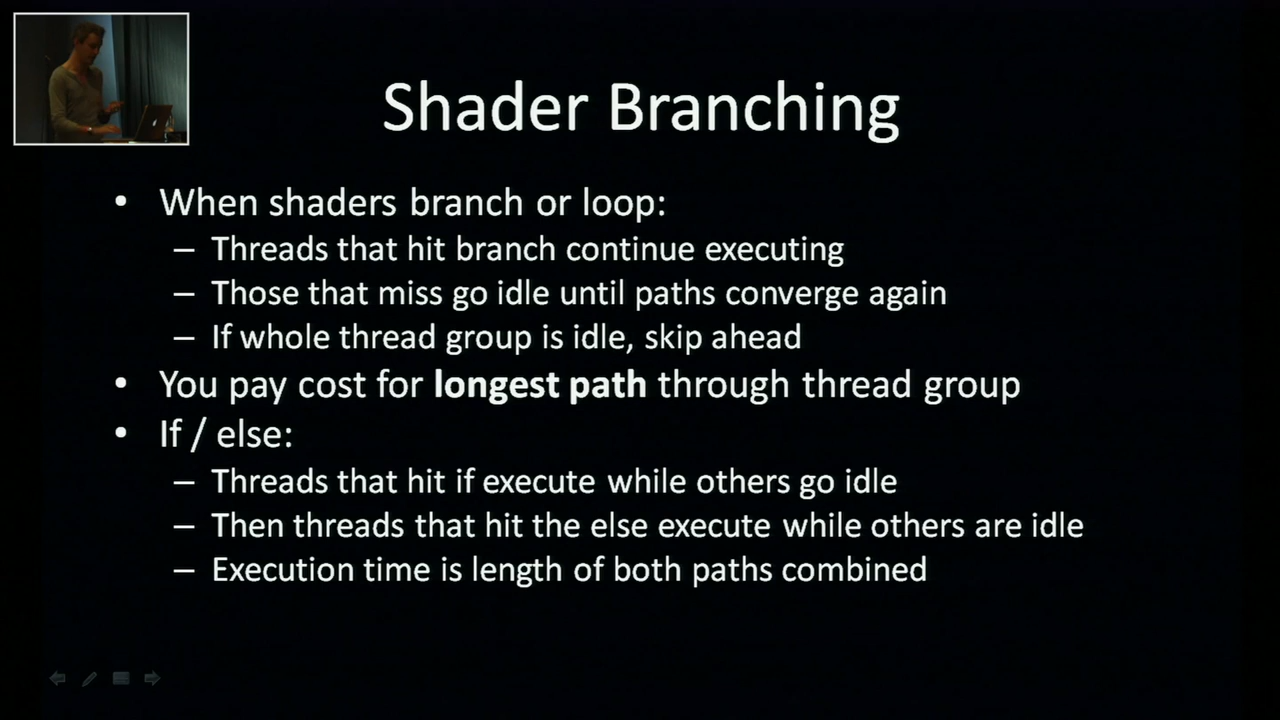 Shader Branching
• When shaders branch or loop:
– Threads that hit branch continue executing
– Those that miss go idle until paths converge again
– If whole thread group is idle, skip ahead
• You pay cost for longest path through thread group
• If / else:
– Threads that hit if execute while others go idle
– Then threads that hit the else execute while others are idle
– Execution time is length of both paths combined